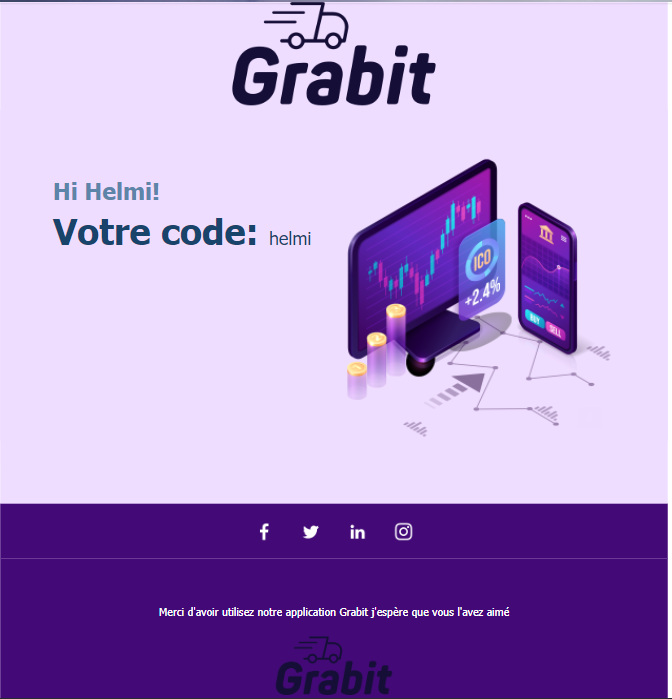 Grabit
Hi Helmi!
Votre code: helmi
ICO
+2.4%
BUY SELL
Merci d'avoir utilisez notre application Grabit j'espère que vous l'avez aimé
Grabit